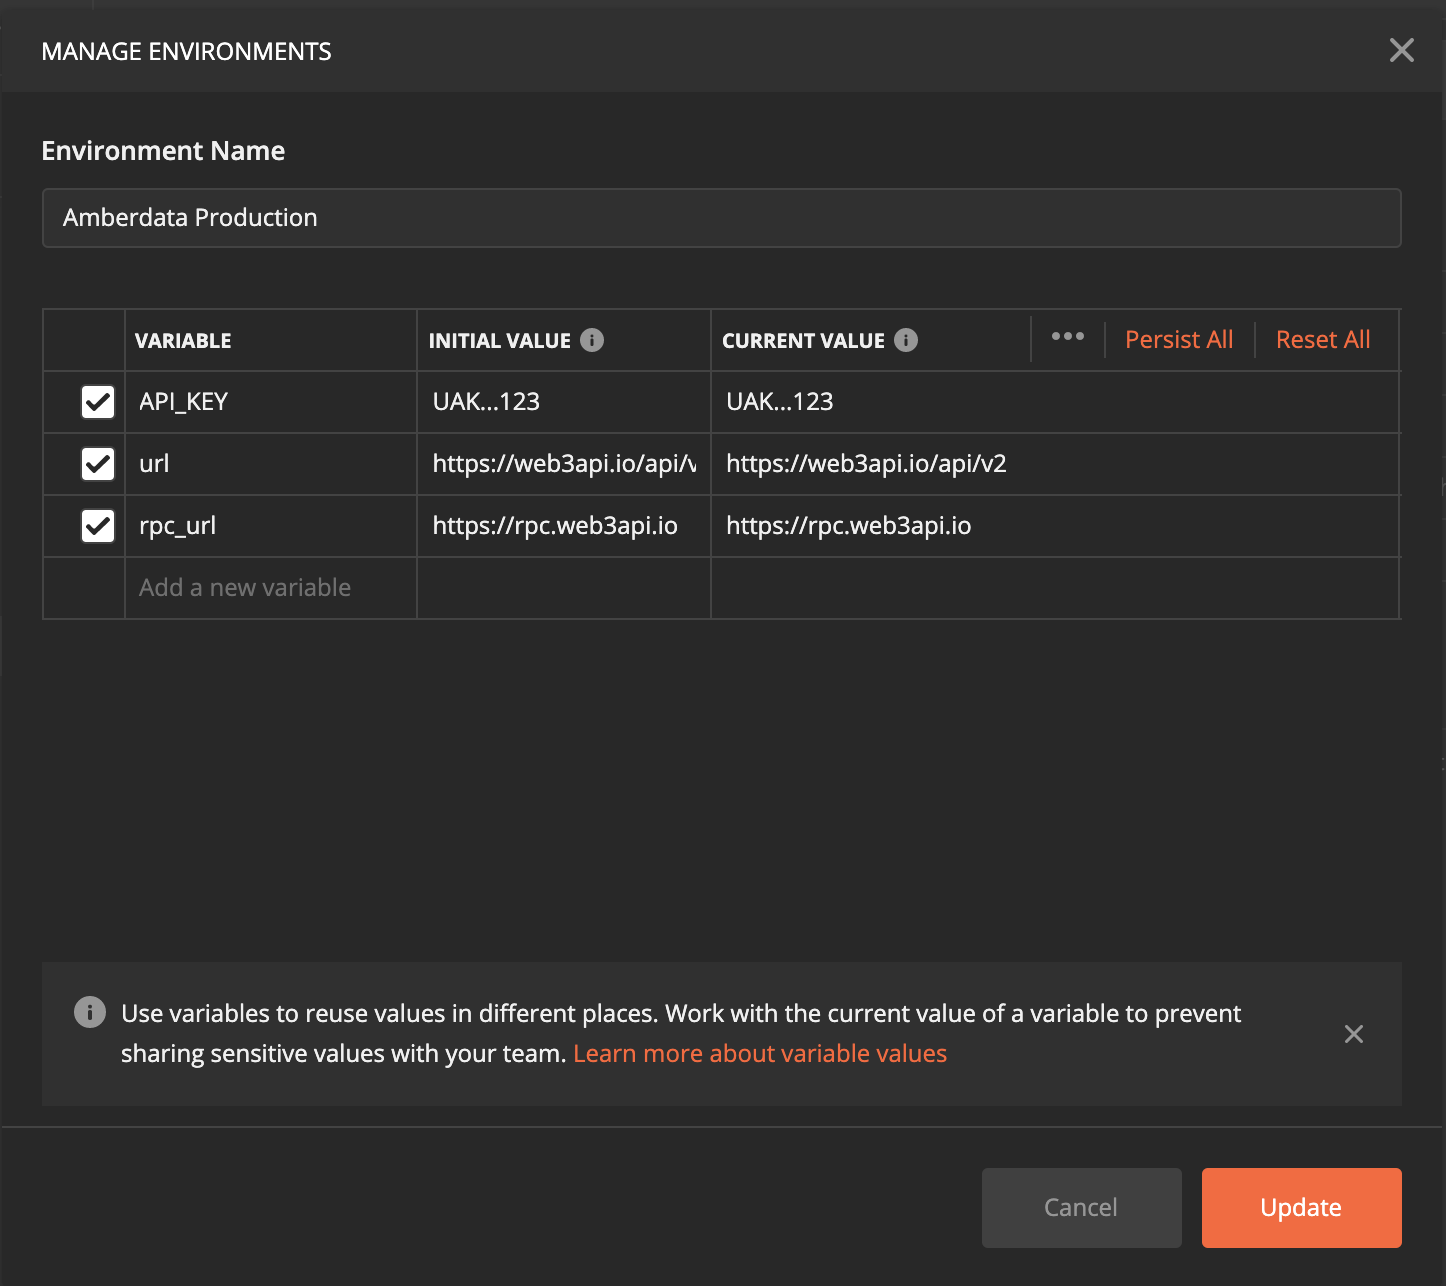 MANAGE ENVIRONMENTS
Environment Name
Amberdata Production
VARIABLE INITIAL VALUE CURRENT VALUE Persist All Reset All
API_KEY UAK...123 UAK...123
url https://web3api.io/api/v https://web3api.io/api/v2
rpc_url https://rpc.web3api.io https://rpc.web3api.io
Add a new variable
Use variables to reuse values in different places. Work with the current value of a variable to prevent
sharing sensitive values with your team. Learn more about variable values
Cancel Update